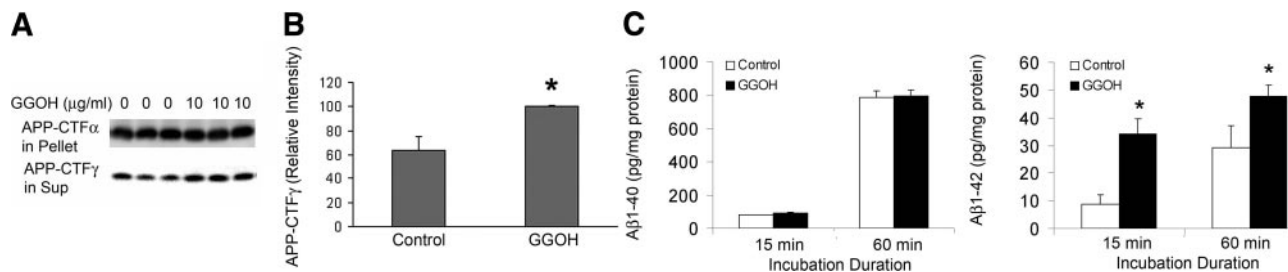 A
GGOH (μg/ml) 0 0 0 10 10 10
APP-CTFα
in Pellet
APP-CTFγ
in Sup
B
APP-CTFγ (Relative Intensity)
140
120
100
80
60
40
20
0
*
Control
GGOH
C
Aβ1-40 (pg/mg protein)
1000
800
600
400
200
0
Control
GGOH
15 min
60 min
Incubation Duration
Aβ1-42 (pg/mg protein)
60
50
40
30
20
10
0
Control
GGOH
*
*
15 min
60 min
Incubation Duration